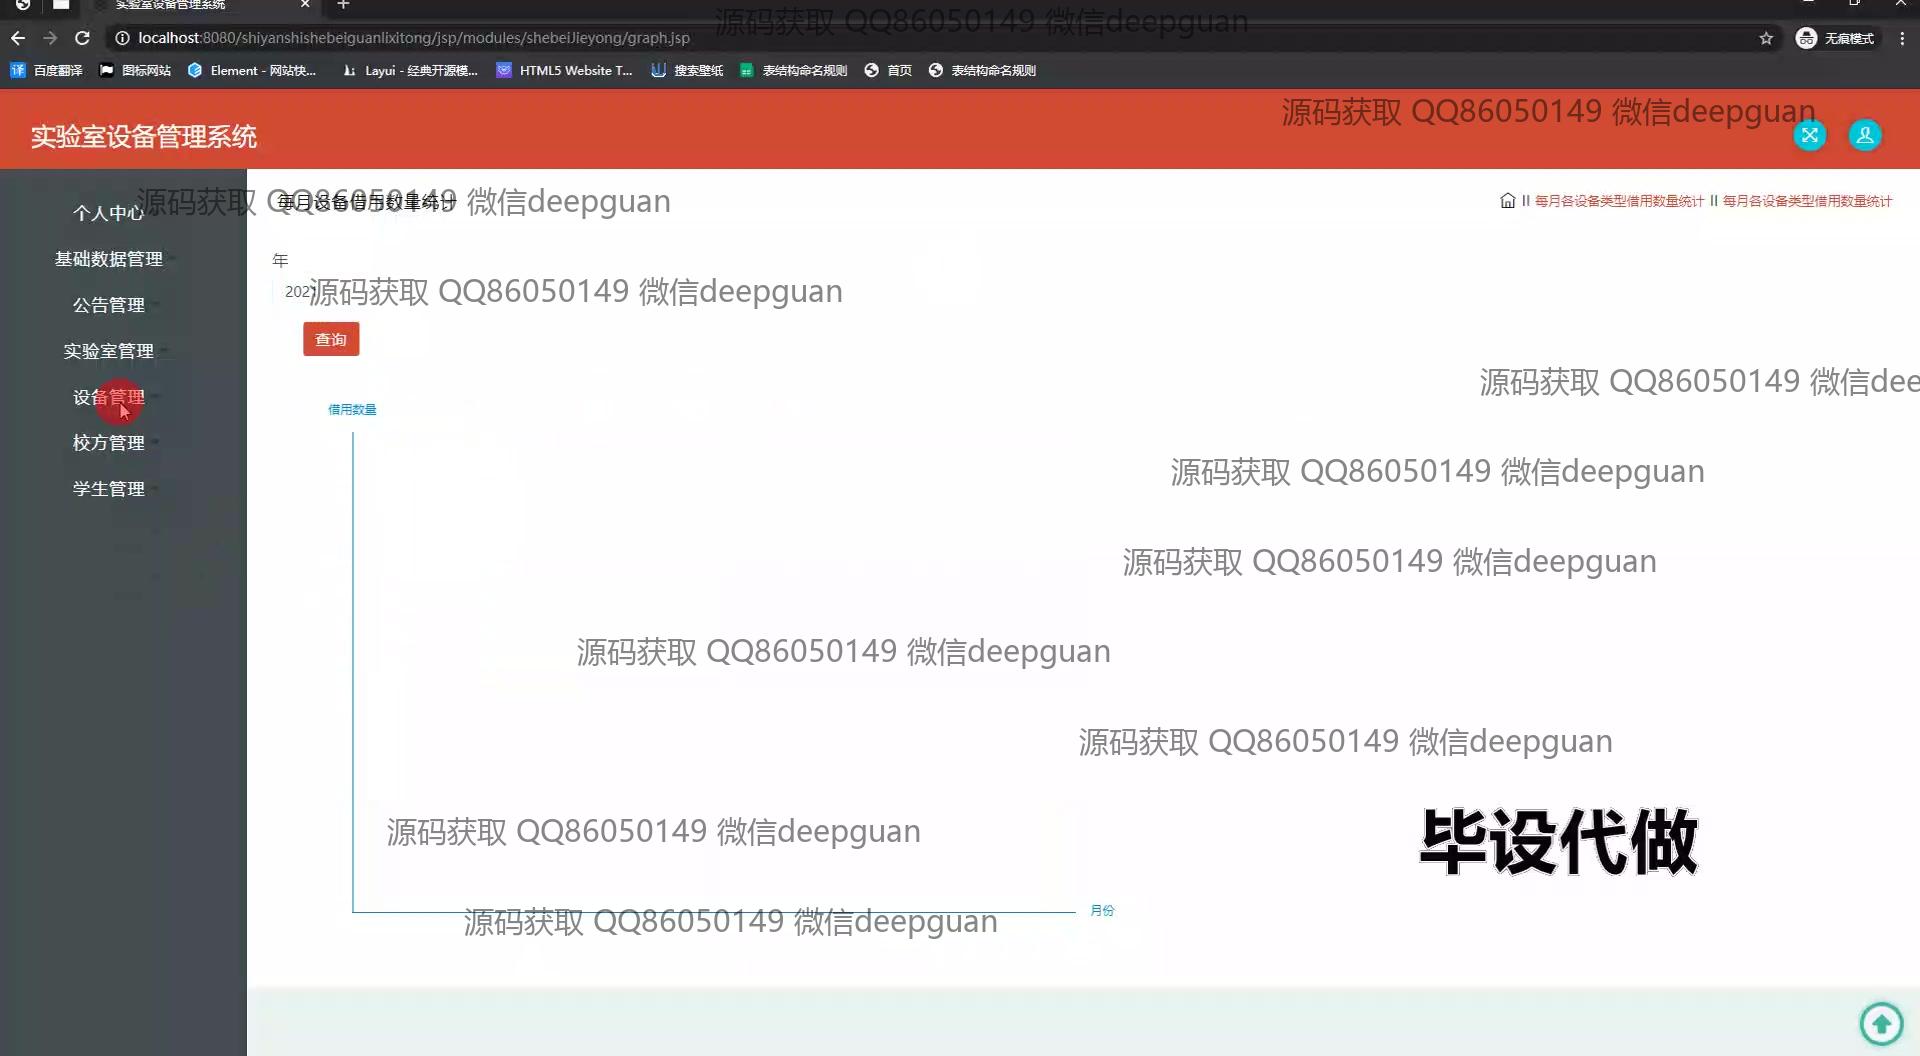 实验室设备管理系统
源码获取 QQ86050149 微信deepguan
localhost:8080/shiyanshishebeiguanlixitong/jsp/modules/shebeiJieyong/graph.jsp
无痕模式
百度翻译
图标网站
Element - 网站快...
Layui - 经典开源模...
HTML5 Website T...
搜索壁纸
表结构命名规则
首页
表结构命名规则
源码获取 QQ86050149 微信deepguan
实验室设备管理系统
源码获取 QQ86050149 微信deepguan
每月设备借用数量统计
II 每月各设备类型借用数量统计 II 每月各设备类型借用数量统计
个人中心
基础数据管理
公告管理
实验室管理
设备管理
校方管理
学生管理
年
2021
源码获取 QQ86050149 微信deepguan
查询
源码获取 QQ86050149 微信dee
借用数量
源码获取 QQ86050149 微信deepguan
源码获取 QQ86050149 微信deepguan
源码获取 QQ86050149 微信deepguan
源码获取 QQ86050149 微信deepguan
源码获取 QQ86050149 微信deepguan
毕设代做
源码获取 QQ86050149 微信deepguan
月份